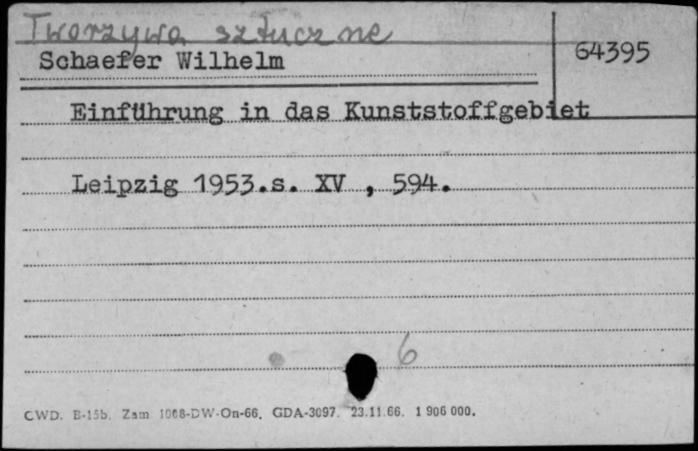 Tworzywa sztuczne
Schaefer Wilhelm
64395
Einführung in das Kunststoffgebiet
Leipzig 1953.s. XV , 594.
6
CWD. B-15b. Zam 1068-DW-On-66. GDA-3097. 23.11.66. 1 906 000.